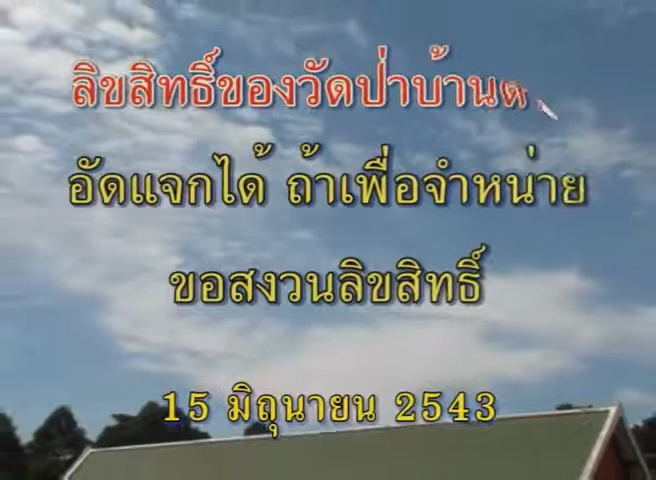 ลิขสิทธิ์ของวัดป่าบ้านต
อัดแจกได้ ถ้าเพื่อจำหน่าย
ขอสงวนลิขสิทธิ์
15 มิถุนายน 2543